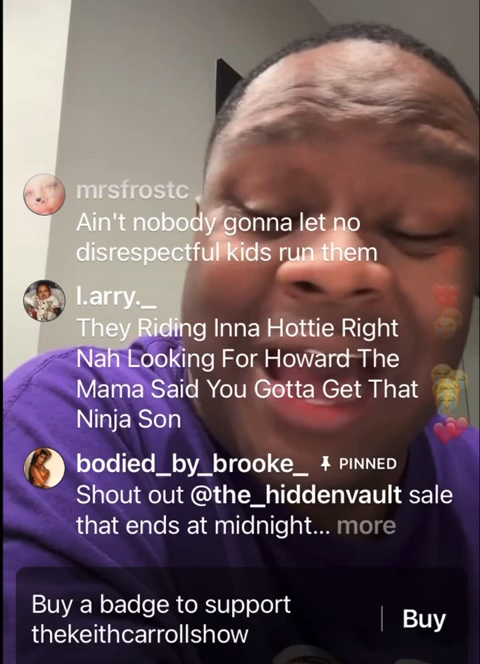 mrsfrostc
Ain't nobody gonna let no
disrespectful kids run them
l.arry._
They Riding Inna Hottie Right
Nah Looking For Howard The
Mama Said You Gotta Get That
Ninja Son
bodied_by_brooke_ PINNED
Shout out @the_hiddenvault sale
that ends at midnight... more
Buy a badge to support
thekeithcarrollshow
Buy